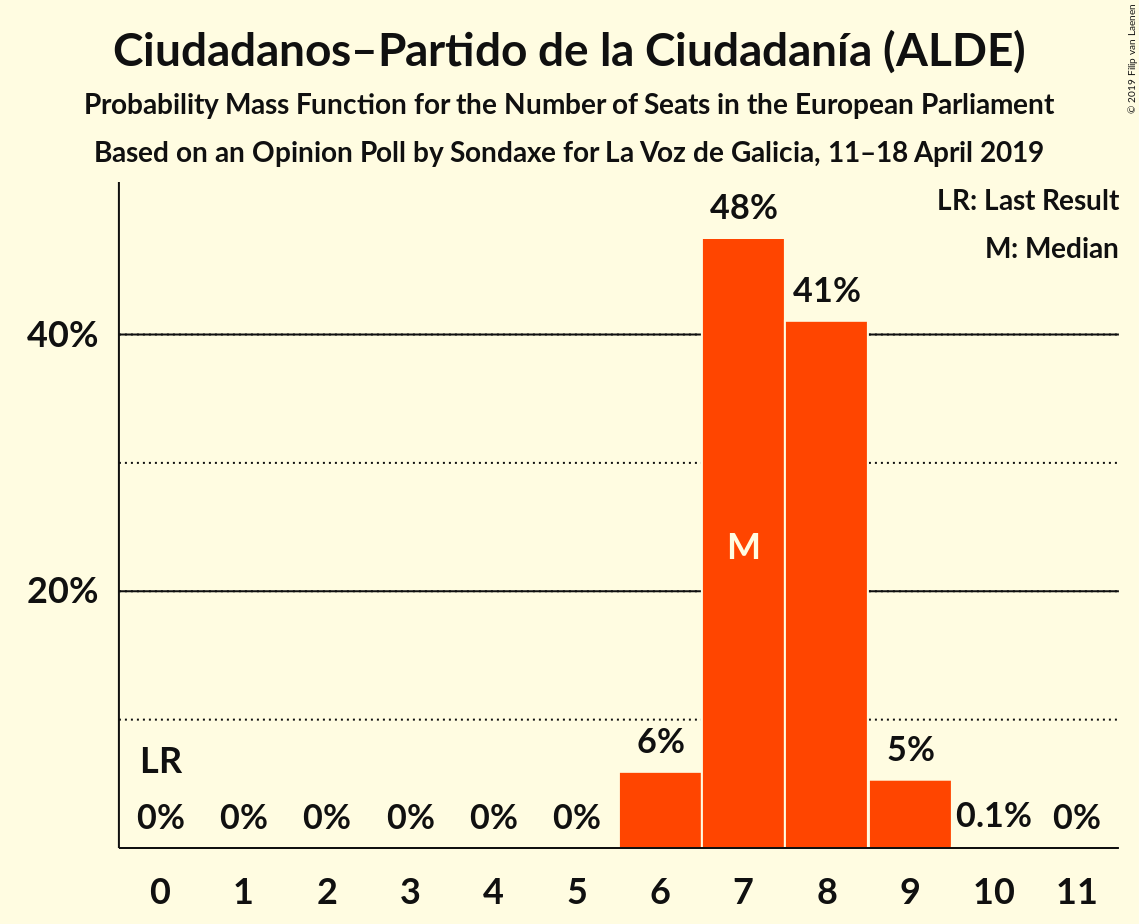 Ciudadanos–Partido de la Ciudadanía (ALDE)
Probability Mass Function for the Number of Seats in the European Parliament
Based on an Opinion Poll by Sondaxe for La Voz de Galicia, 11–18 April 2019
© 2019 Filip van Laenen
LR: Last Result
M: Median
48%
41%
40%
M
20%
6%
5%
LR
0% 0% 0% 0% 0% 0% 0.1% 0%
0 1 2 3 4 5 6 7 8 9 10 11